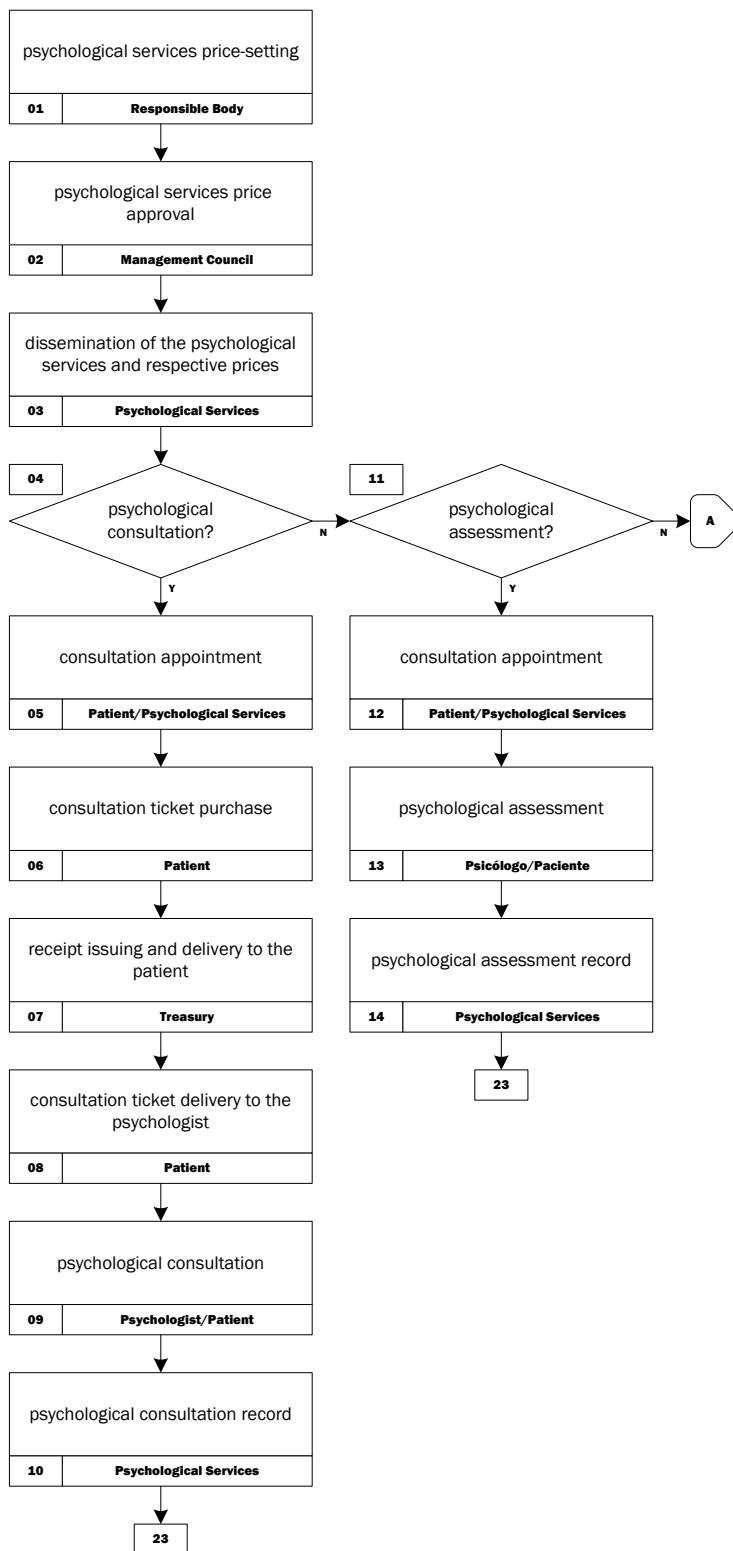 psychological services price-setting
01 Responsible Body
psychological services price
approval
02 Management Council
dissemination of the psychological
services and respective prices
03 Psychological Services
04
psychological
consultation?
N
Y
11
psychological
assessment?
N
Y
A
consultation appointment
05 Patient/Psychological Services
consultation ticket purchase
06 Patient
receipt issuing and delivery to the
patient
07 Treasury
consultation ticket delivery to the
psychologist
08 Patient
psychological consultation
09 Psychologist/Patient
psychological consultation record
10 Psychological Services
23
consultation appointment
12 Patient/Psychological Services
psychological assessment
13 Psicólogo/Paciente
psychological assessment record
14 Psychological Services
23